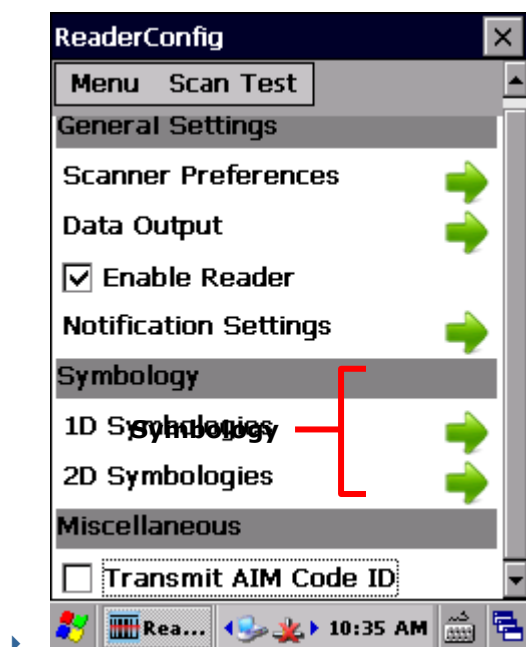 ReaderConfig
Menu Scan Test
General Settings
Scanner Preferences
Data Output
Enable Reader
Notification Settings
Symbology
1D Symbologies
Symbology
2D Symbologies
Miscellaneous
Transmit AIM Code ID
Rea... 10:35 AM